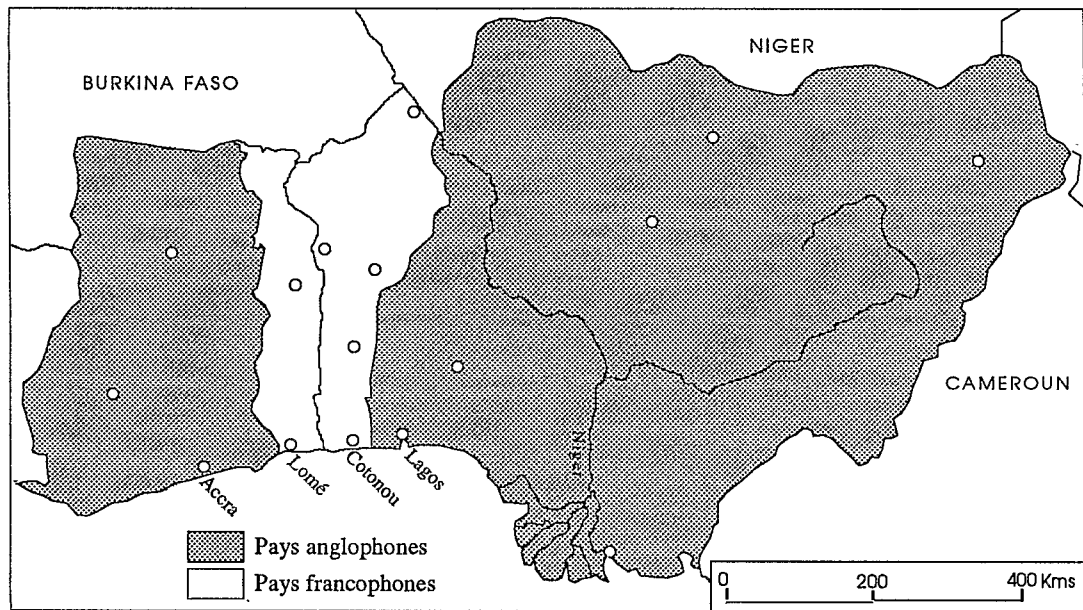 NIGER
BURKINA FASO
CAMEROUN
Niger
Accra
Lomé
Cotonou
Lagos
Pays anglophones
Pays francophones
0 200 400 Kms